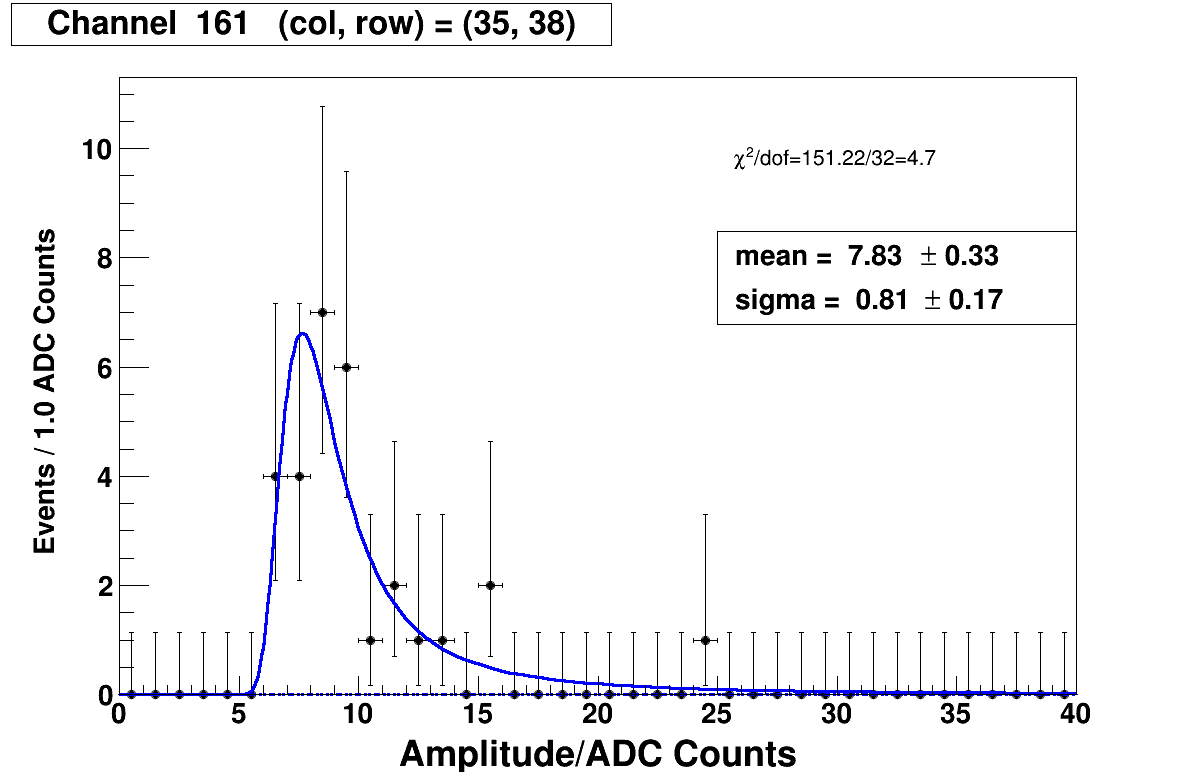 Channel 161 (col, row) = (35, 38)
χ²/dof=151.22/32=4.7
mean = 7.83 ± 0.33
sigma = 0.81 ± 0.17
Events / 1.0 ADC Counts
10
8
6
4
2
0
0 5 10 15 20 25 30 35 40
Amplitude/ADC Counts